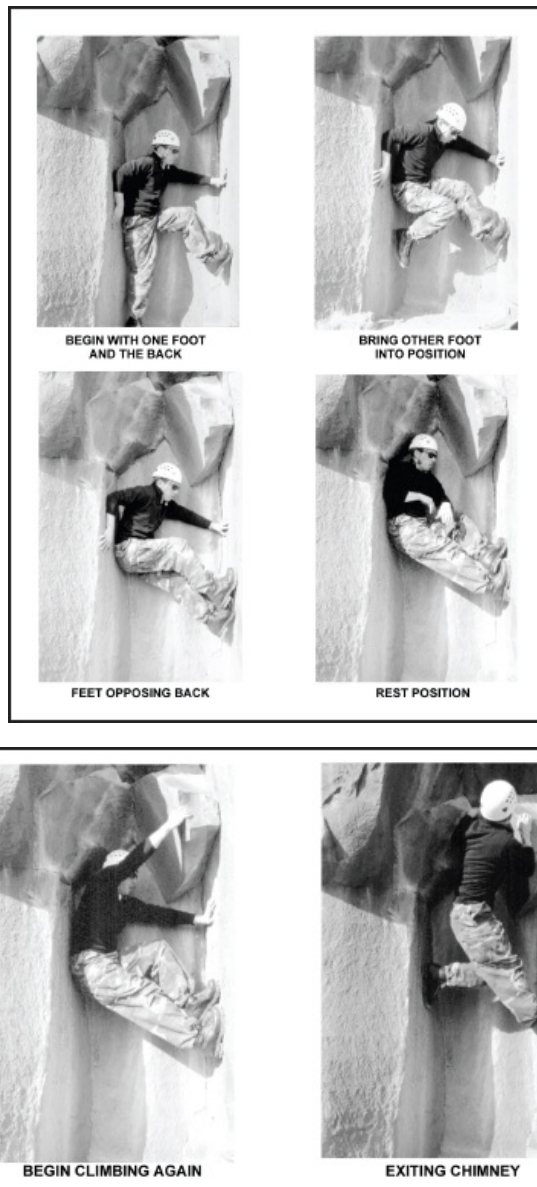 BEGIN WITH ONE FOOT
AND THE BACK
BRING OTHER FOOT
INTO POSITION
FEET OPPOSING BACK
REST POSITION
BEGIN CLIMBING AGAIN
EXITING CHIMNEY